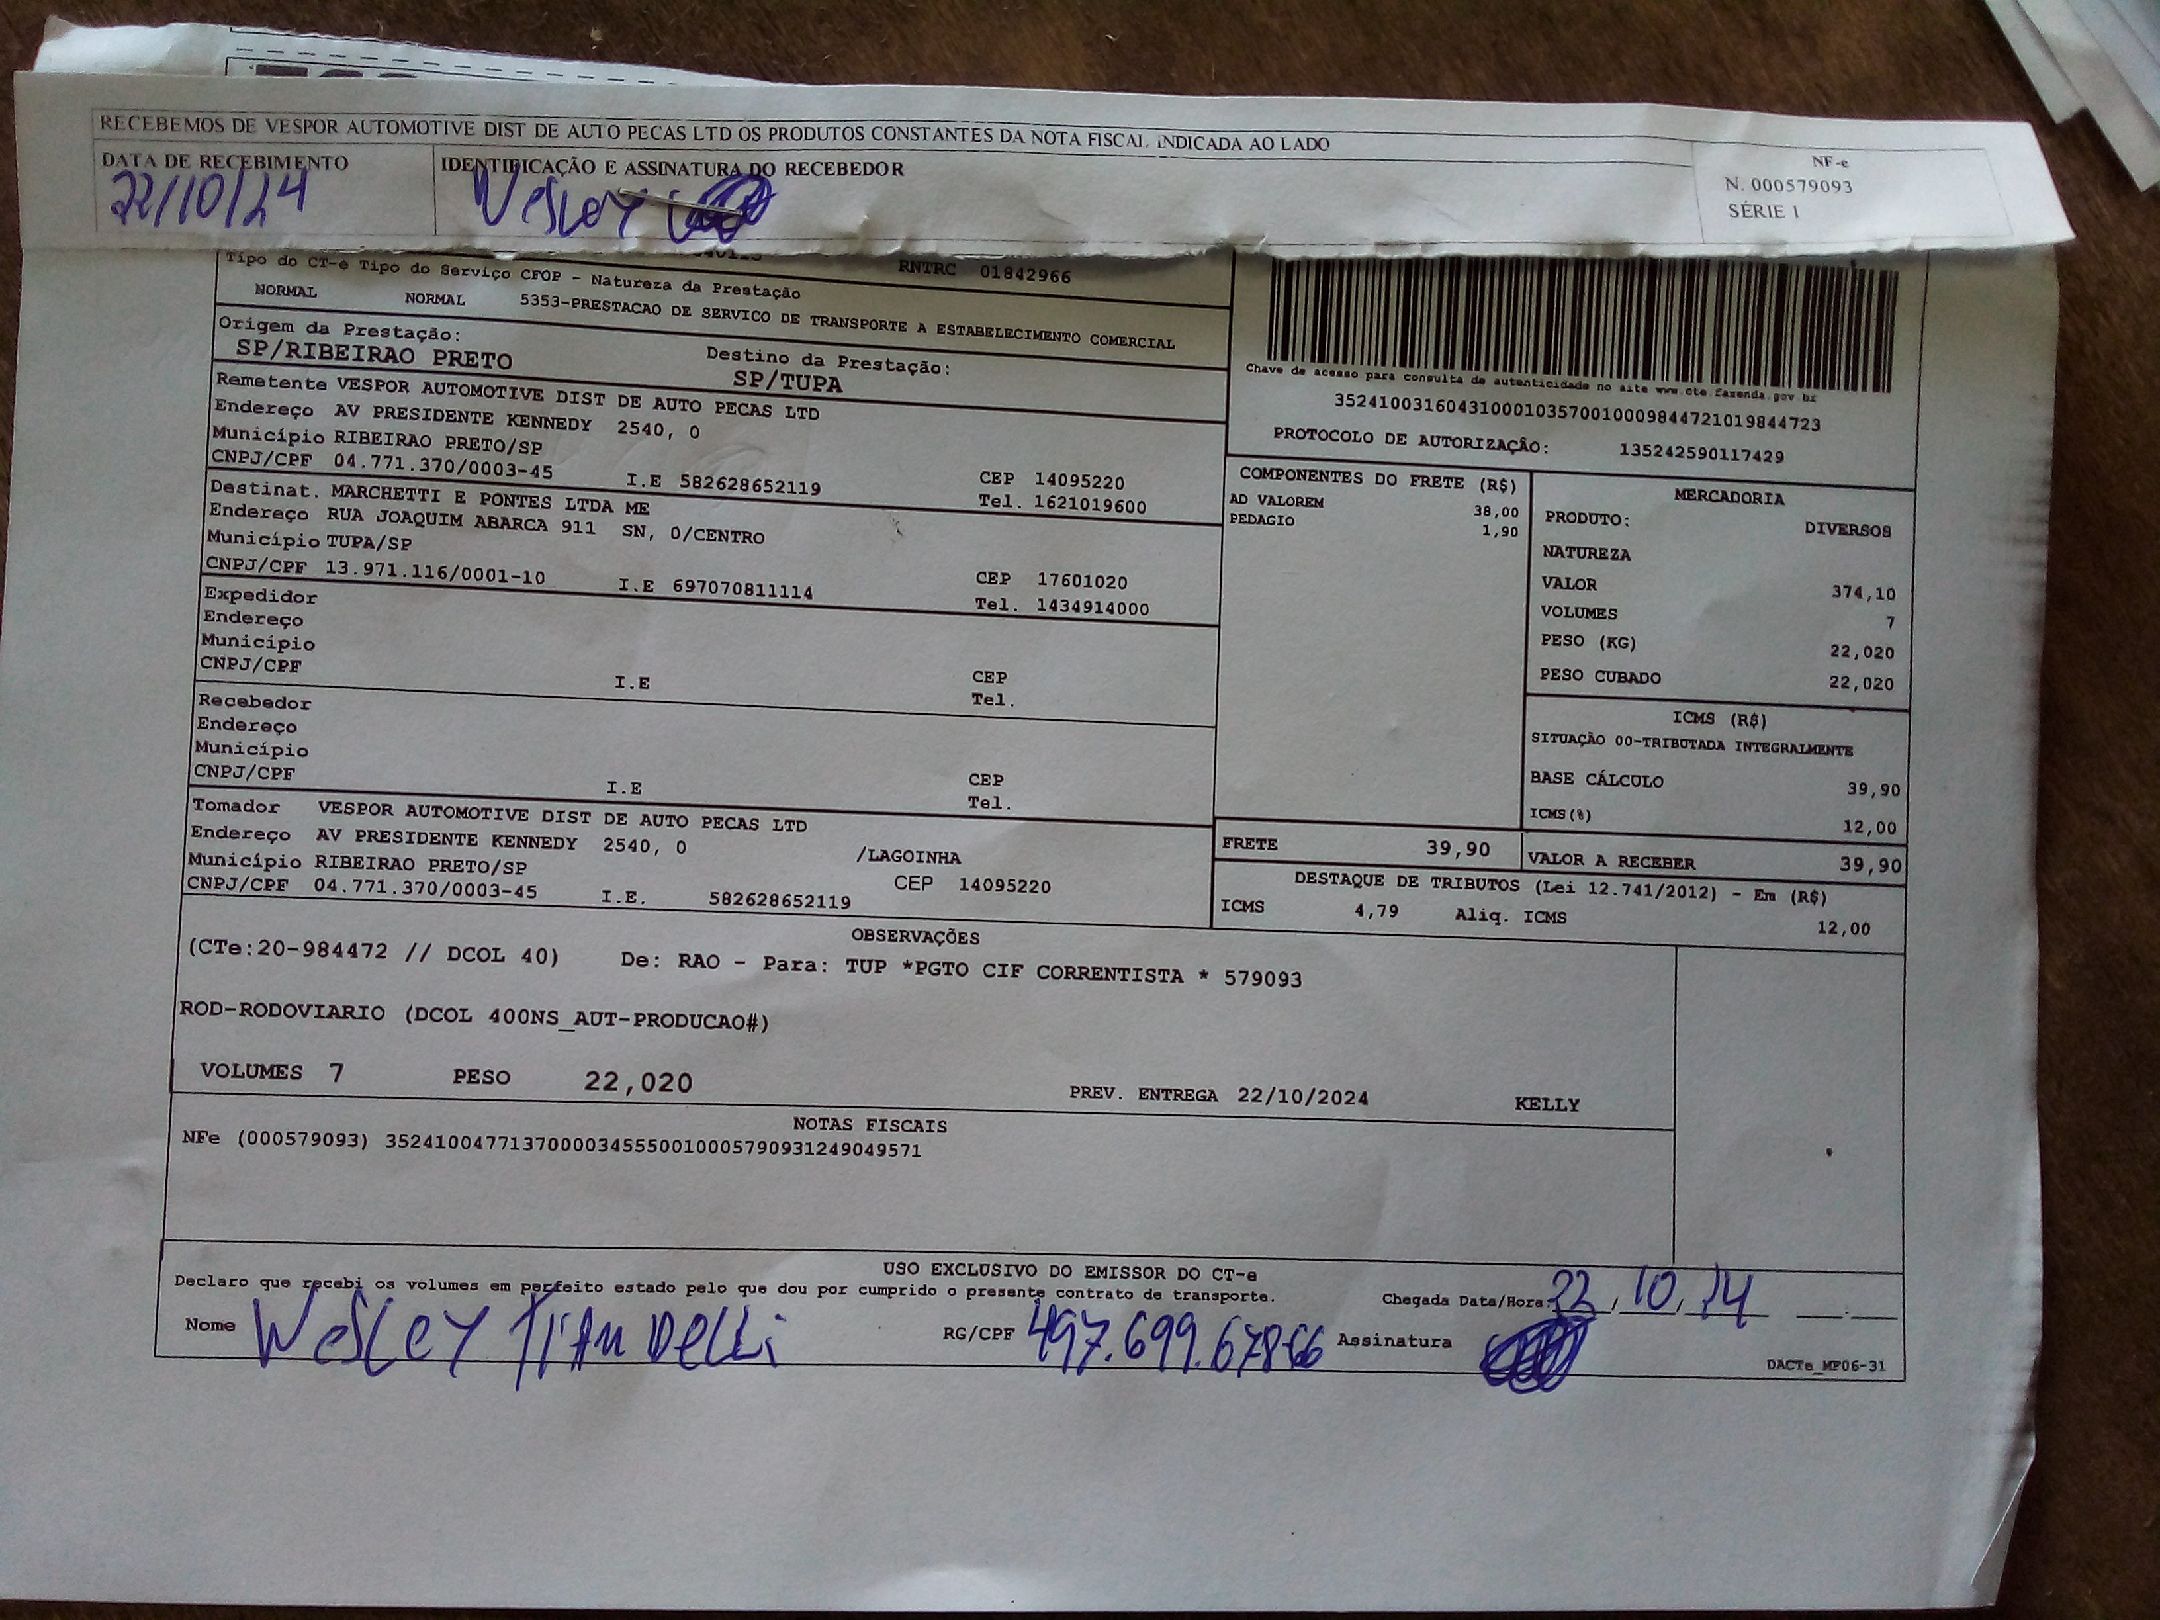 RECEBEMOS DE VESPOR AUTOMOTIVE DIST DE AUTO PECAS LTD OS PRODUTOS CONSTANTES DA NOTA FISCAL INDICADA AO LADO
DATA DE RECEBIMENTO
22/10/24
IDENTIFICAÇÃO E ASSINATURA DO RECEBEDOR
Wesley
NF-e
N. 000579093
SÉRIE 1
RNTRC 01842966
Tipo do CT-e Tipo do Serviço CFOP - Natureza da Prestação
NORMAL NORMAL 5353-PRESTACAO DE SERVICO DE TRANSPORTE A ESTABELECIMENTO COMERCIAL
Origem da Prestação:
SP/RIBEIRAO PRETO
Destino da Prestação:
SP/TUPA
Remetente VESPOR AUTOMOTIVE DIST DE AUTO PECAS LTD
Endereço AV PRESIDENTE KENNEDY 2540, 0
Município RIBEIRAO PRETO/SP CEP 14095220
CNPJ/CPF 04.771.370/0003-45 I.E 582628652119 Tel. 1621019600
Destinat. MARCHETTI E PONTES LTDA ME
Endereço RUA JOAQUIM ABARCA 911 SN, 0/CENTRO
Município TUPA/SP CEP 17601020
CNPJ/CPF 13.971.116/0001-10 I.E 697070811114 Tel. 1434914000
Expedidor
Endereço
Município CEP
CNPJ/CPF I.E Tel.
Recebedor
Endereço
Município CEP
CNPJ/CPF I.E Tel.
Tomador VESPOR AUTOMOTIVE DIST DE AUTO PECAS LTD
Endereço AV PRESIDENTE KENNEDY 2540, 0 /LAGOINHA
Município RIBEIRAO PRETO/SP CEP 14095220
CNPJ/CPF 04.771.370/0003-45 I.E. 582628652119
Chave de acesso para consulta de autenticidade no site www.cte.fazenda.gov.br
35241003160431000103570010009844721019844723
PROTOCOLO DE AUTORIZAÇÃO: 135242590117429
COMPONENTES DO FRETE (R$)
AD VALOREM 38,00
PEDAGIO 1,90
MERCADORIA
PRODUTO: DIVERSOS
NATUREZA
VALOR 374,10
VOLUMES 7
PESO (KG) 22,020
PESO CUBADO 22,020
ICMS (R$)
SITUAÇÃO 00-TRIBUTADA INTEGRALMENTE
BASE CÁLCULO 39,90
ICMS(%) 12,00
FRETE 39,90 VALOR A RECEBER 39,90
DESTAQUE DE TRIBUTOS (Lei 12.741/2012) - Em (R$)
ICMS 4,79 Aliq. ICMS 12,00
OBSERVAÇÕES
(CTe:20-984472 // DCOL 40) De: RAO - Para: TUP *PGTO CIF CORRENTISTA * 579093
ROD-RODOVIARIO (DCOL 400NS_AUT-PRODUCAO#)
VOLUMES 7 PESO 22,020 PREV. ENTREGA 22/10/2024 KELLY
NOTAS FISCAIS
NFe (000579093) 35241004771370000345550010005790931249049571
USO EXCLUSIVO DO EMISSOR DO CT-e
Declaro que recebi os volumes em perfeito estado pelo que dou por cumprido o presente contrato de transporte. Chegada Data/Hora: 22, 10, 24
Nome Wesley RG/CPF 497.699.678-66 Assinatura
DACTe_MF06-31